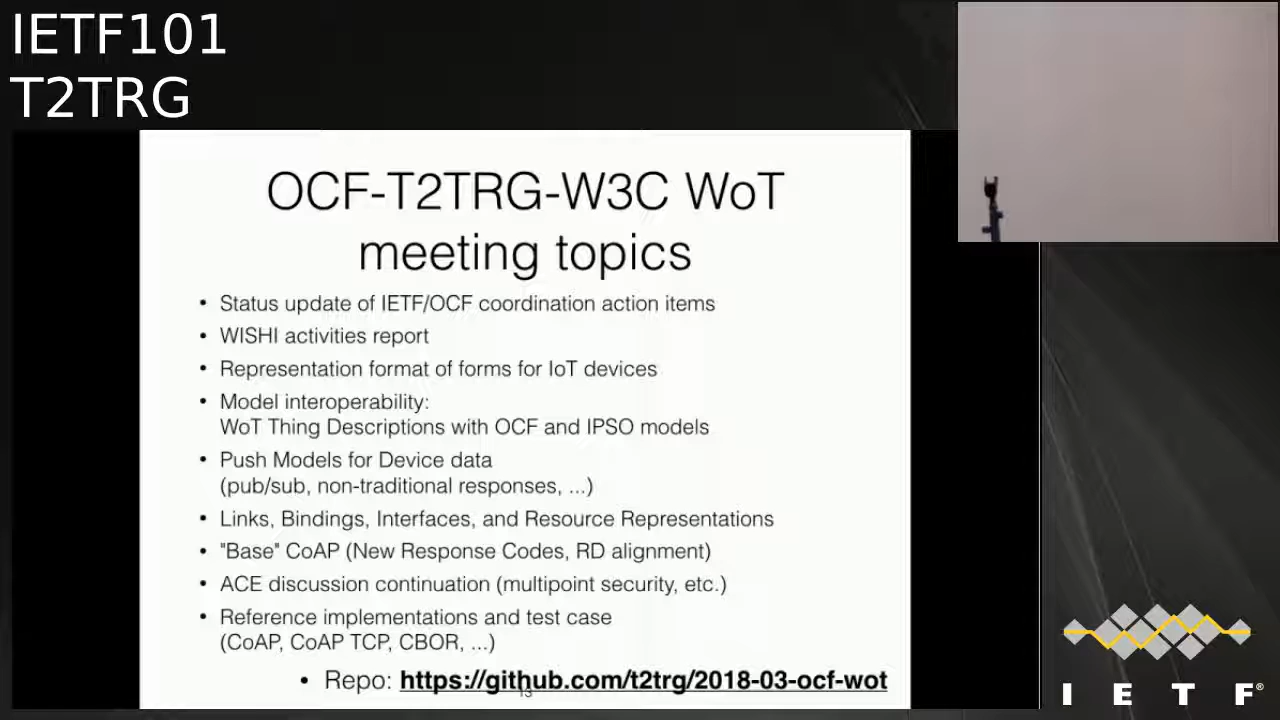 IETF101
T2TRG
OCF-T2TRG-W3C WoT
meeting topics
• Status update of IETF/OCF coordination action items
• WISHI activities report
• Representation format of forms for IoT devices
• Model interoperability:
WoT Thing Descriptions with OCF and IPSO models
• Push Models for Device data
(pub/sub, non-traditional responses, ...)
• Links, Bindings, Interfaces, and Resource Representations
• "Base" CoAP (New Response Codes, RD alignment)
• ACE discussion continuation (multipoint security, etc.)
• Reference implementations and test case
(CoAP, CoAP TCP, CBOR, ...)
• Repo: https://github.com/t2trg/2018-03-ocf-wot
13
I E T F®